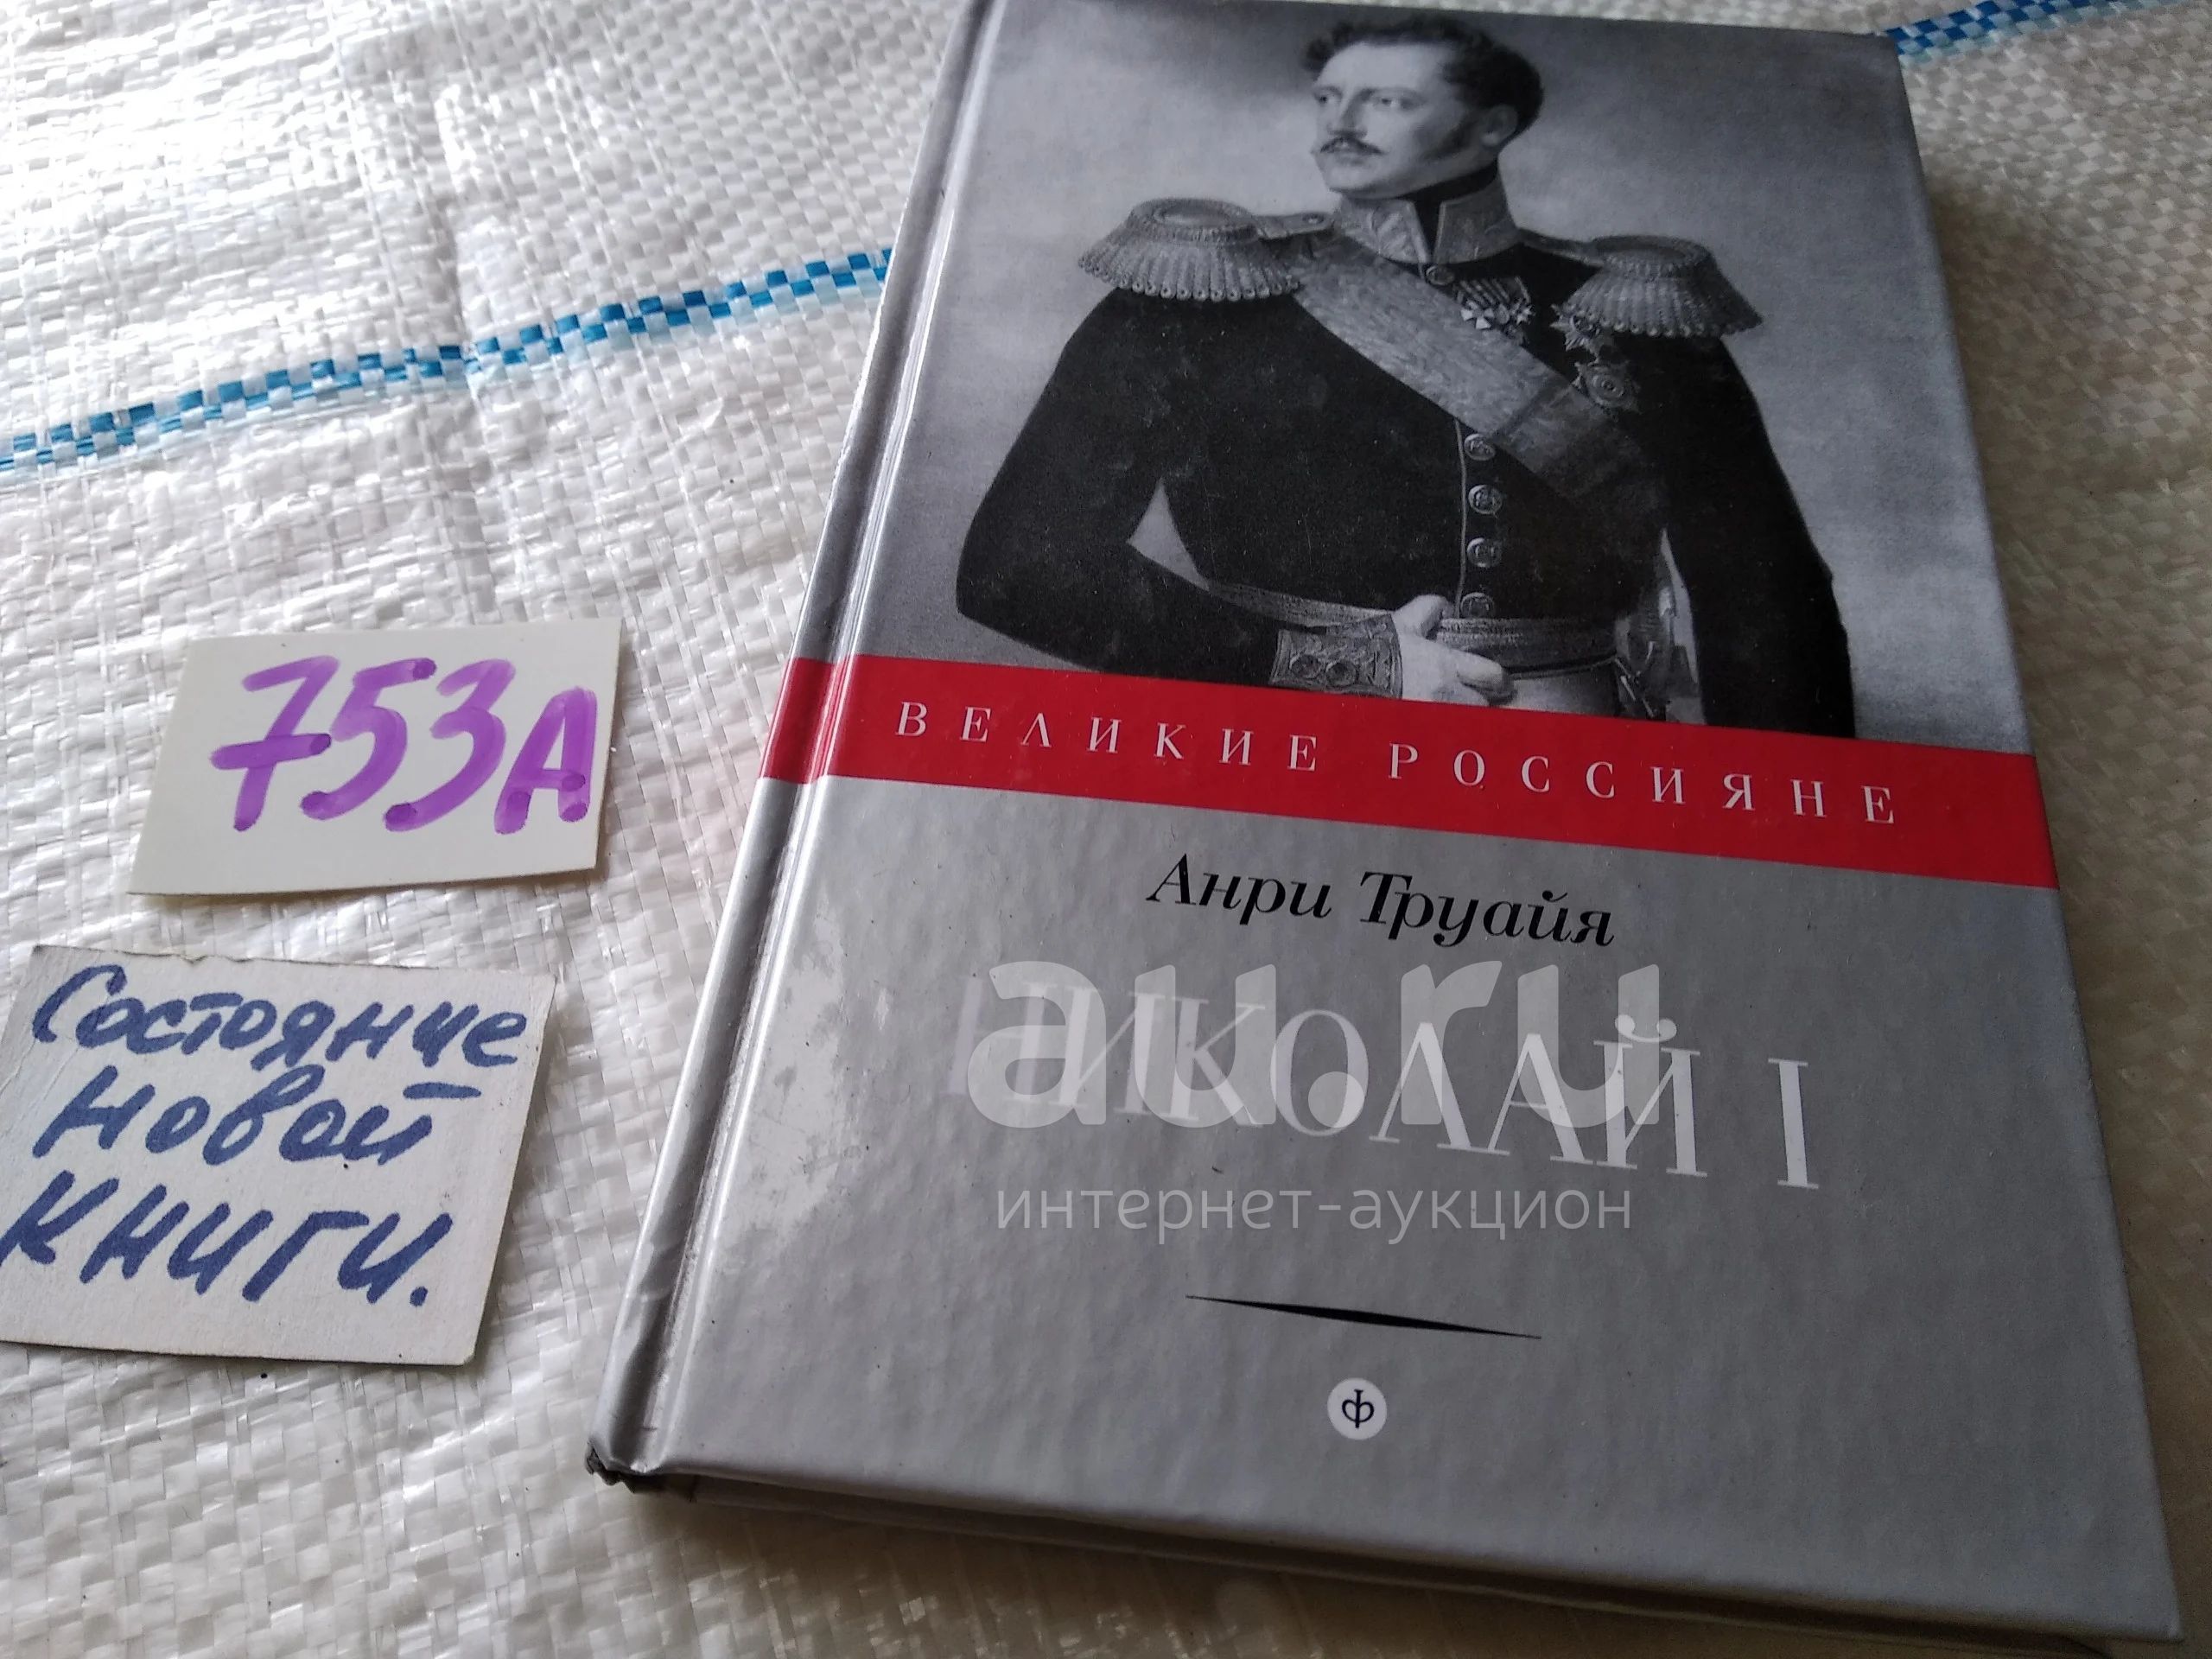 753А
Состояние
новой
книги.
ВЕЛИКИЕ РОССИЯНЕ
Анри Труайя
НИКОЛАЙ I
au.ru
интернет-аукцион
ф